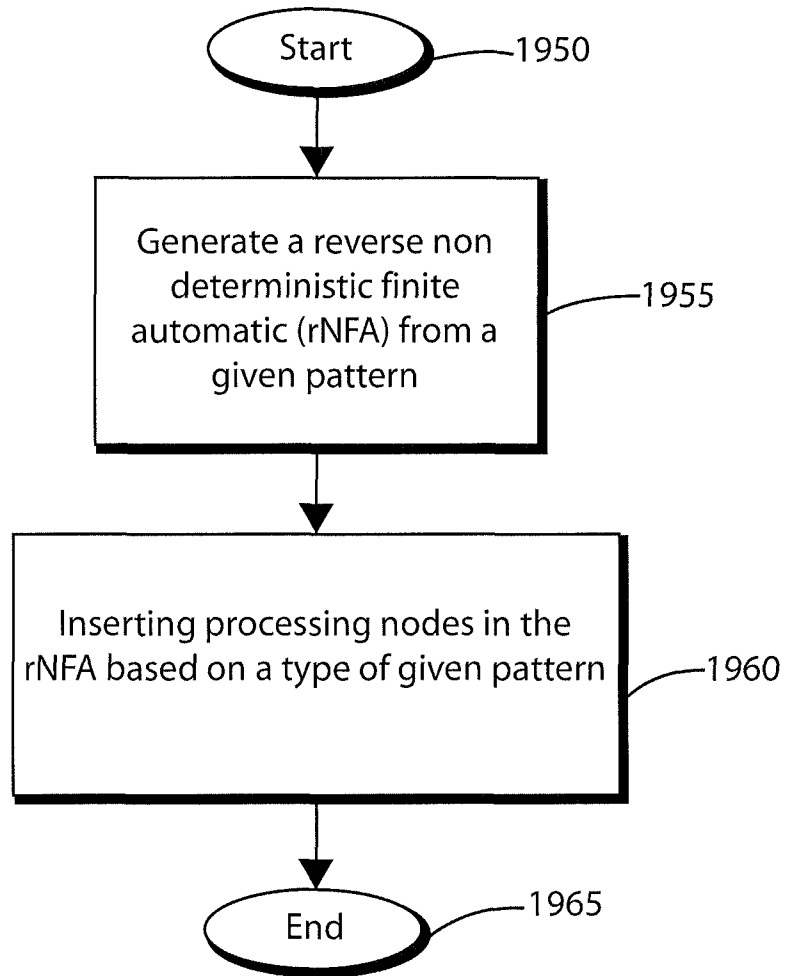 Start
1950
Generate a reverse non
deterministic finite
automatic (rNFA) from a
given pattern
1955
Inserting processing nodes in the
rNFA based on a type of given pattern
1960
End
1965